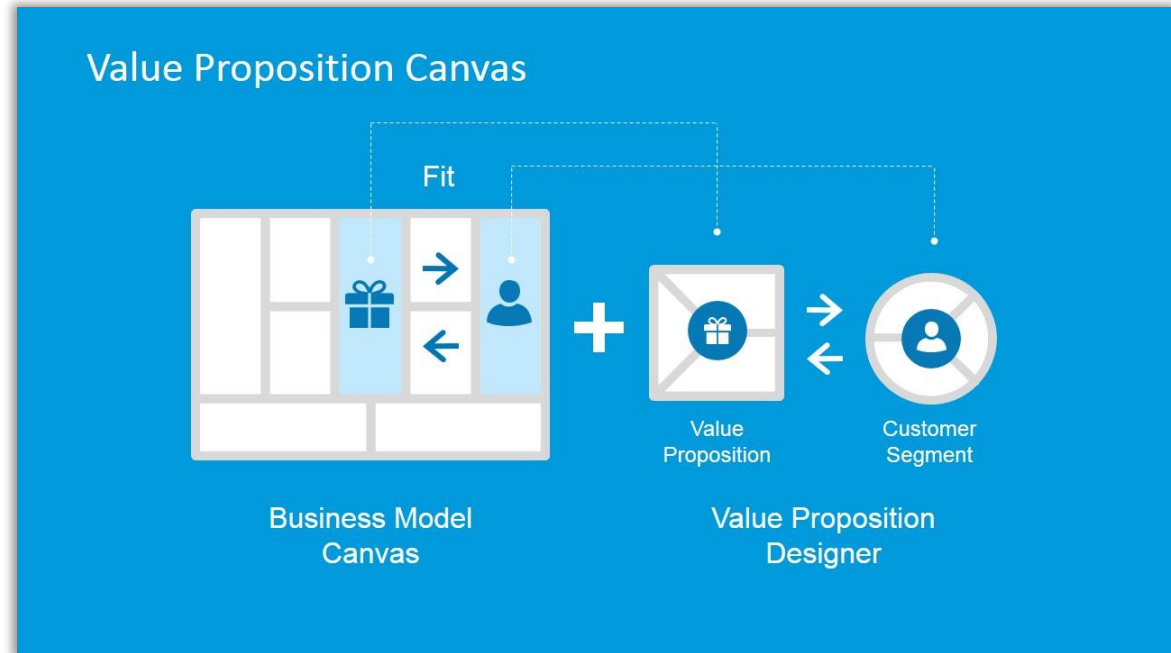 Value Proposition Canvas
Fit
Value
Proposition
Customer
Segment
Business Model
Canvas
Value Proposition
Designer